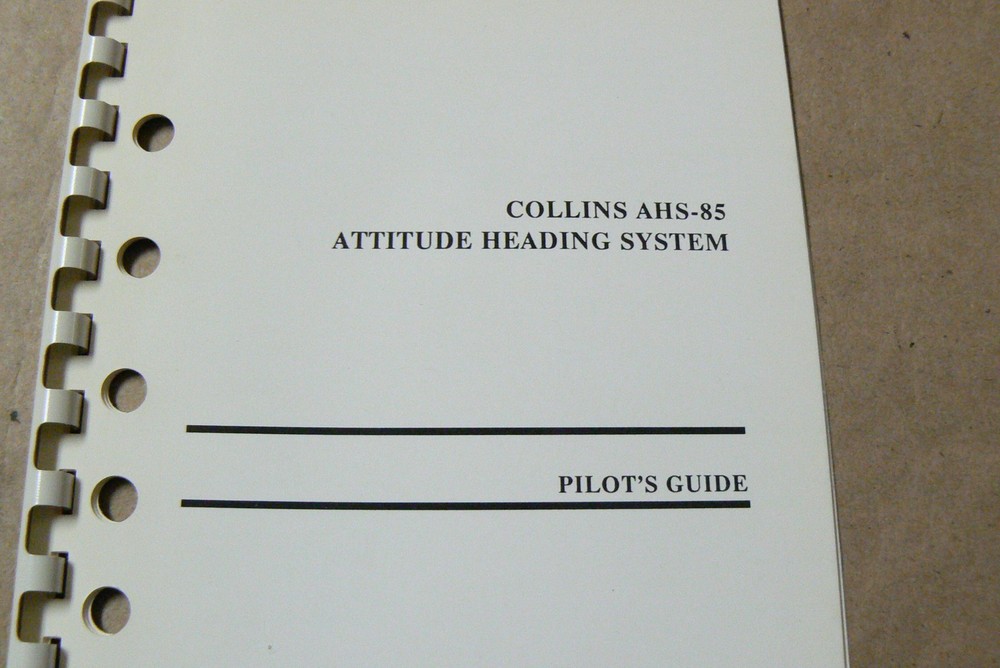 COLLINS AHS-85
ATTITUDE HEADING SYSTEM
PILOT’S GUIDE